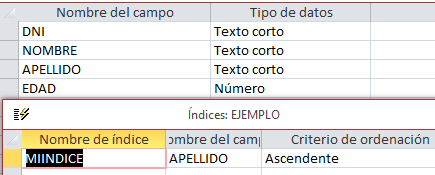 Nombre del campo Tipo de datos
DNI Texto corto
NOMBRE Texto corto
APELLIDO Texto corto
EDAD Número
Índices: EJEMPLO
Nombre de índice ombre del camp Criterio de ordenación
MIINDICE APELLIDO Ascendente